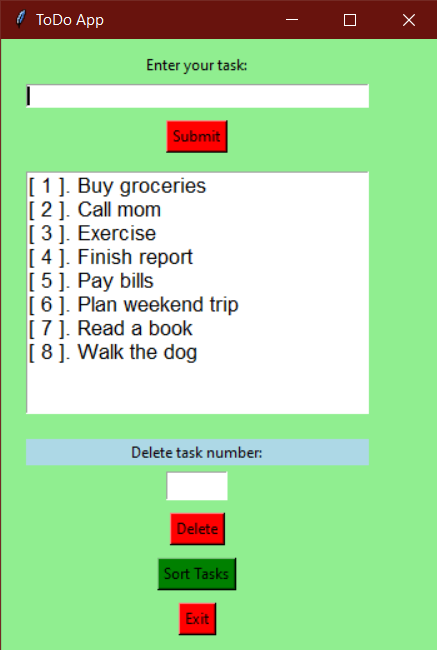 ToDo App
Enter your task:
Submit
[ 1 ]. Buy groceries
[ 2 ]. Call mom
[ 3 ]. Exercise
[ 4 ]. Finish report
[ 5 ]. Pay bills
[ 6 ]. Plan weekend trip
[ 7 ]. Read a book
[ 8 ]. Walk the dog
Delete task number:
Delete
Sort Tasks
Exit